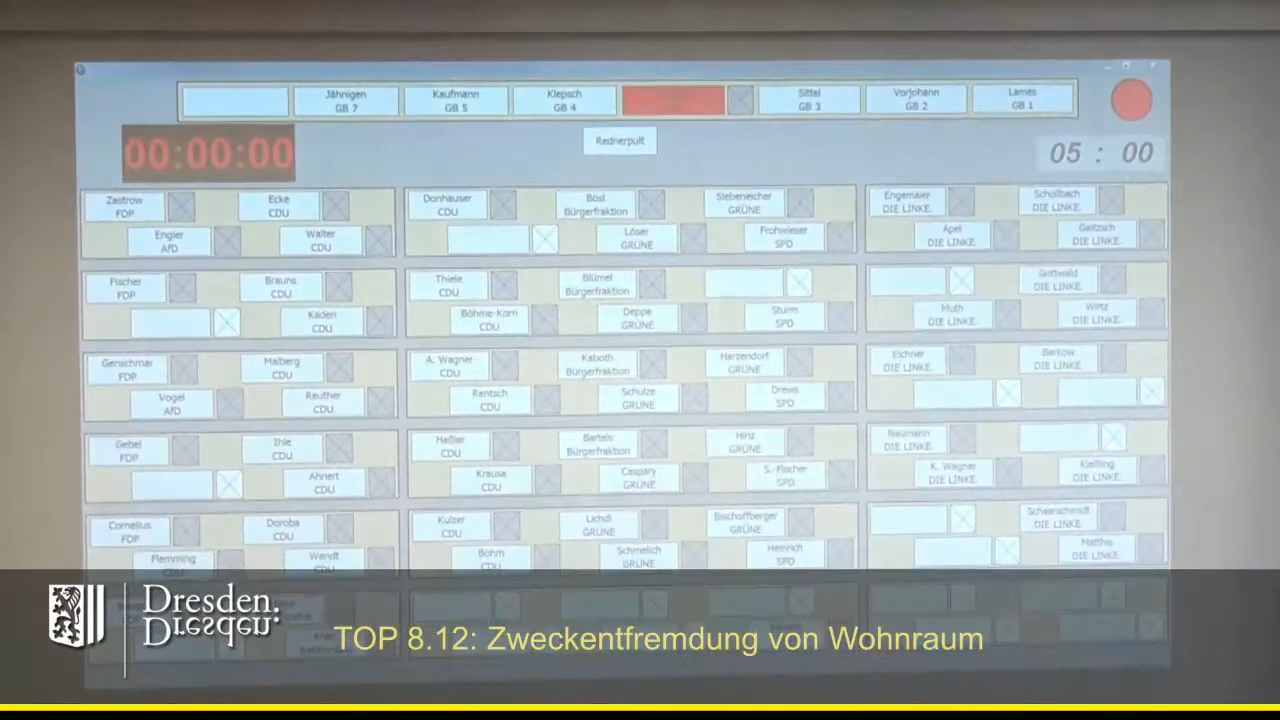 Jähnigen
GB 7
Kaufmann
GB 5
Klepsch
GB 4
Sittel
GB 3
Vorjohann
GB 2
Lames
GB 1
00:00:00
Rednerpult
05 : 00
Zastrow
FDP
Ecke
CDU
Engler
AfD
Walter
CDU
Donhauser
CDU
Bösl
Bürgerfraktion
Siebeneicher
GRÜNE
Löser
GRÜNE
Frohwieser
SPD
Engemaier
DIE LINKE.
Schollbach
DIE LINKE.
Apel
DIE LINKE.
Gaitzsch
DIE LINKE.
Fischer
FDP
Brauns
CDU
Kaden
CDU
Thiele
CDU
Blümel
Bürgerfraktion
Böhme-Korn
CDU
Deppe
GRÜNE
Sturm
SPD
Gottwald
DIE LINKE.
Muth
DIE LINKE.
Wirtz
DIE LINKE.
Genschmar
FDP
Malberg
CDU
Vogel
AfD
Reuther
CDU
A. Wagner
CDU
Kaboth
Bürgerfraktion
Harzendorf
GRÜNE
Rentsch
CDU
Schulze
GRÜNE
Drews
SPD
Eichner
DIE LINKE.
Barkow
DIE LINKE.
Gebel
FDP
Ihle
CDU
Ahnert
CDU
Haßler
CDU
Bartels
Bürgerfraktion
Hinz
GRÜNE
Krause
CDU
Caspary
GRÜNE
S.-Fischer
SPD
Naumann
DIE LINKE.
K. Wagner
DIE LINKE.
Kießling
DIE LINKE.
Cornelius
FDP
Doroba
CDU
Flemming
CDU
Wendt
CDU
Kulzer
CDU
Lichdi
GRÜNE
Bischoffberger
GRÜNE
Böhm
CDU
Schmelich
GRÜNE
Heinrich
SPD
Scheerschmidt
DIE LINKE.
Matthis
DIE LINKE.
Dresden.
Dresden.
TOP 8.12: Zweckentfremdung von Wohnraum